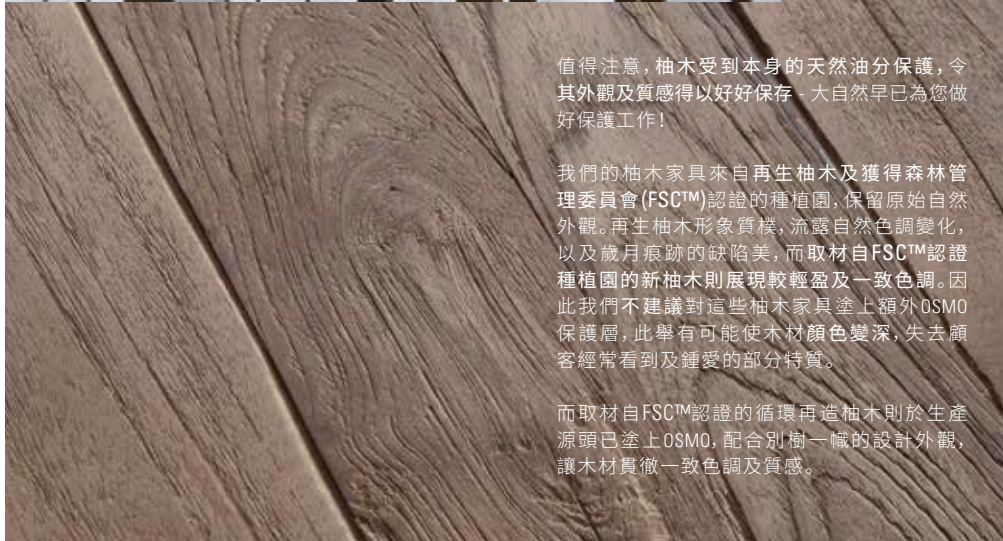 值得注意，柚木受到本身的天然油分保護，令
其外觀及質感得以好好保存 - 大自然早已為您做
好保護工作！
我們的柚木家具來自再生柚木及獲得森林管
理委員會(FSC™)認證的種植園，保留原始自然
外觀。再生柚木形象質樸，流露自然色調變化，
以及歲月痕跡的缺陷美，而取材自FSC™認證
種植園的新柚木則展現較輕盈及一致色調。因
此我們不建議對這些柚木家具塗上額外OSMO
保護層，此舉有可能使木材顏色變深，失去顧
客經常看到及鍾愛的部分特質。
而取材自FSC™認證的循環再造柚木則於生產
源頭已塗上OSMO，配合別樹一幟的設計外觀，
讓木材貫徹一致色調及質感。